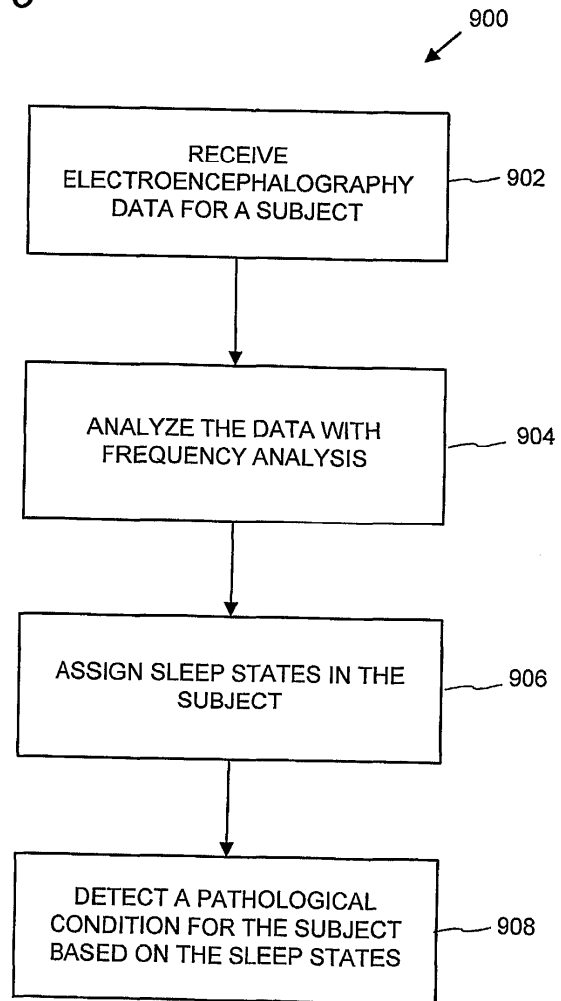 900
RECEIVE
ELECTROENCEPHALOGRAPHY
DATA FOR A SUBJECT
902
ANALYZE THE DATA WITH
FREQUENCY ANALYSIS
904
ASSIGN SLEEP STATES IN THE
SUBJECT
906
DETECT A PATHOLOGICAL
CONDITION FOR THE SUBJECT
BASED ON THE SLEEP STATES
908